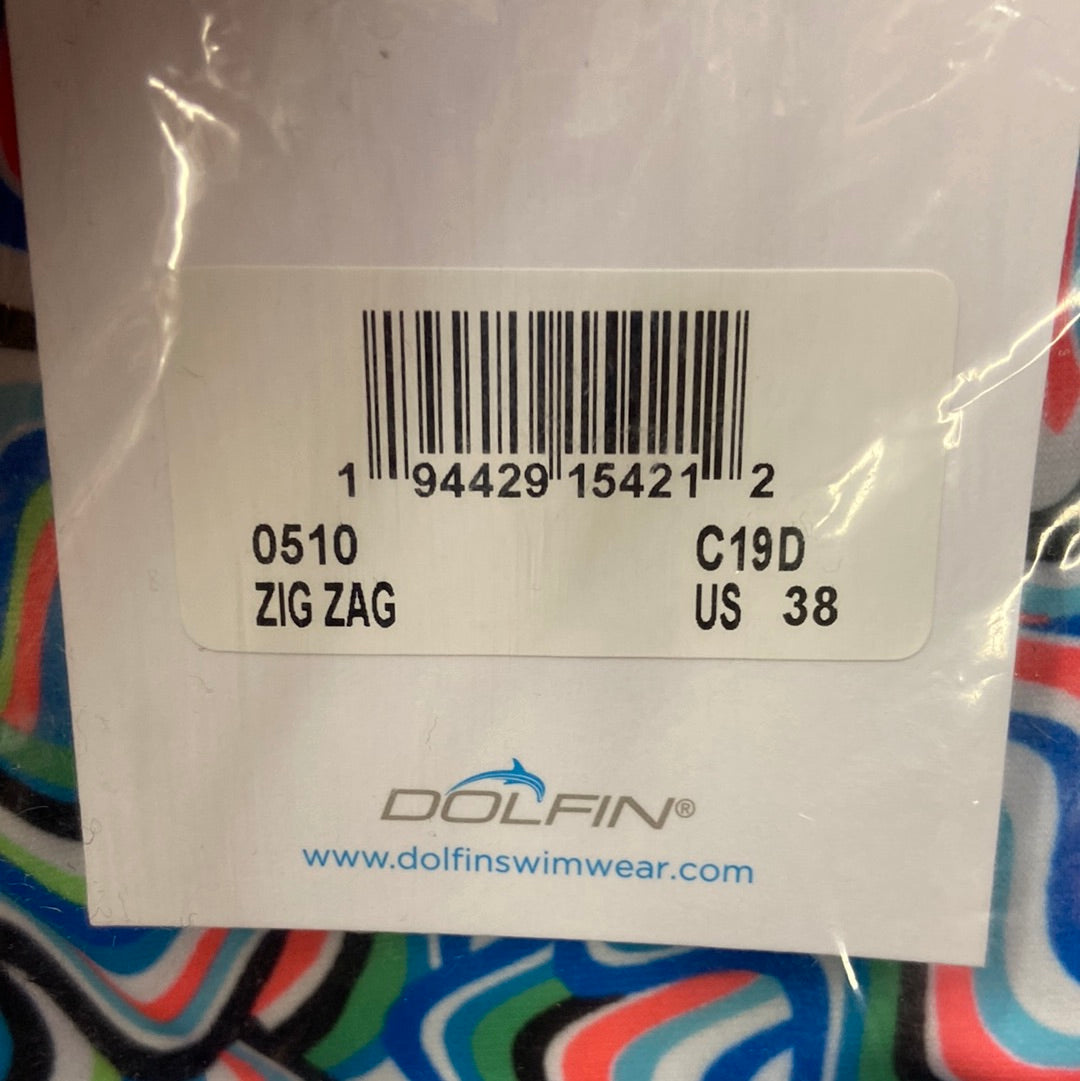 1 94429 15421 2
0510 C19D
ZIG ZAG US 38
DOLFIN®
www.dolfinswimwear.com